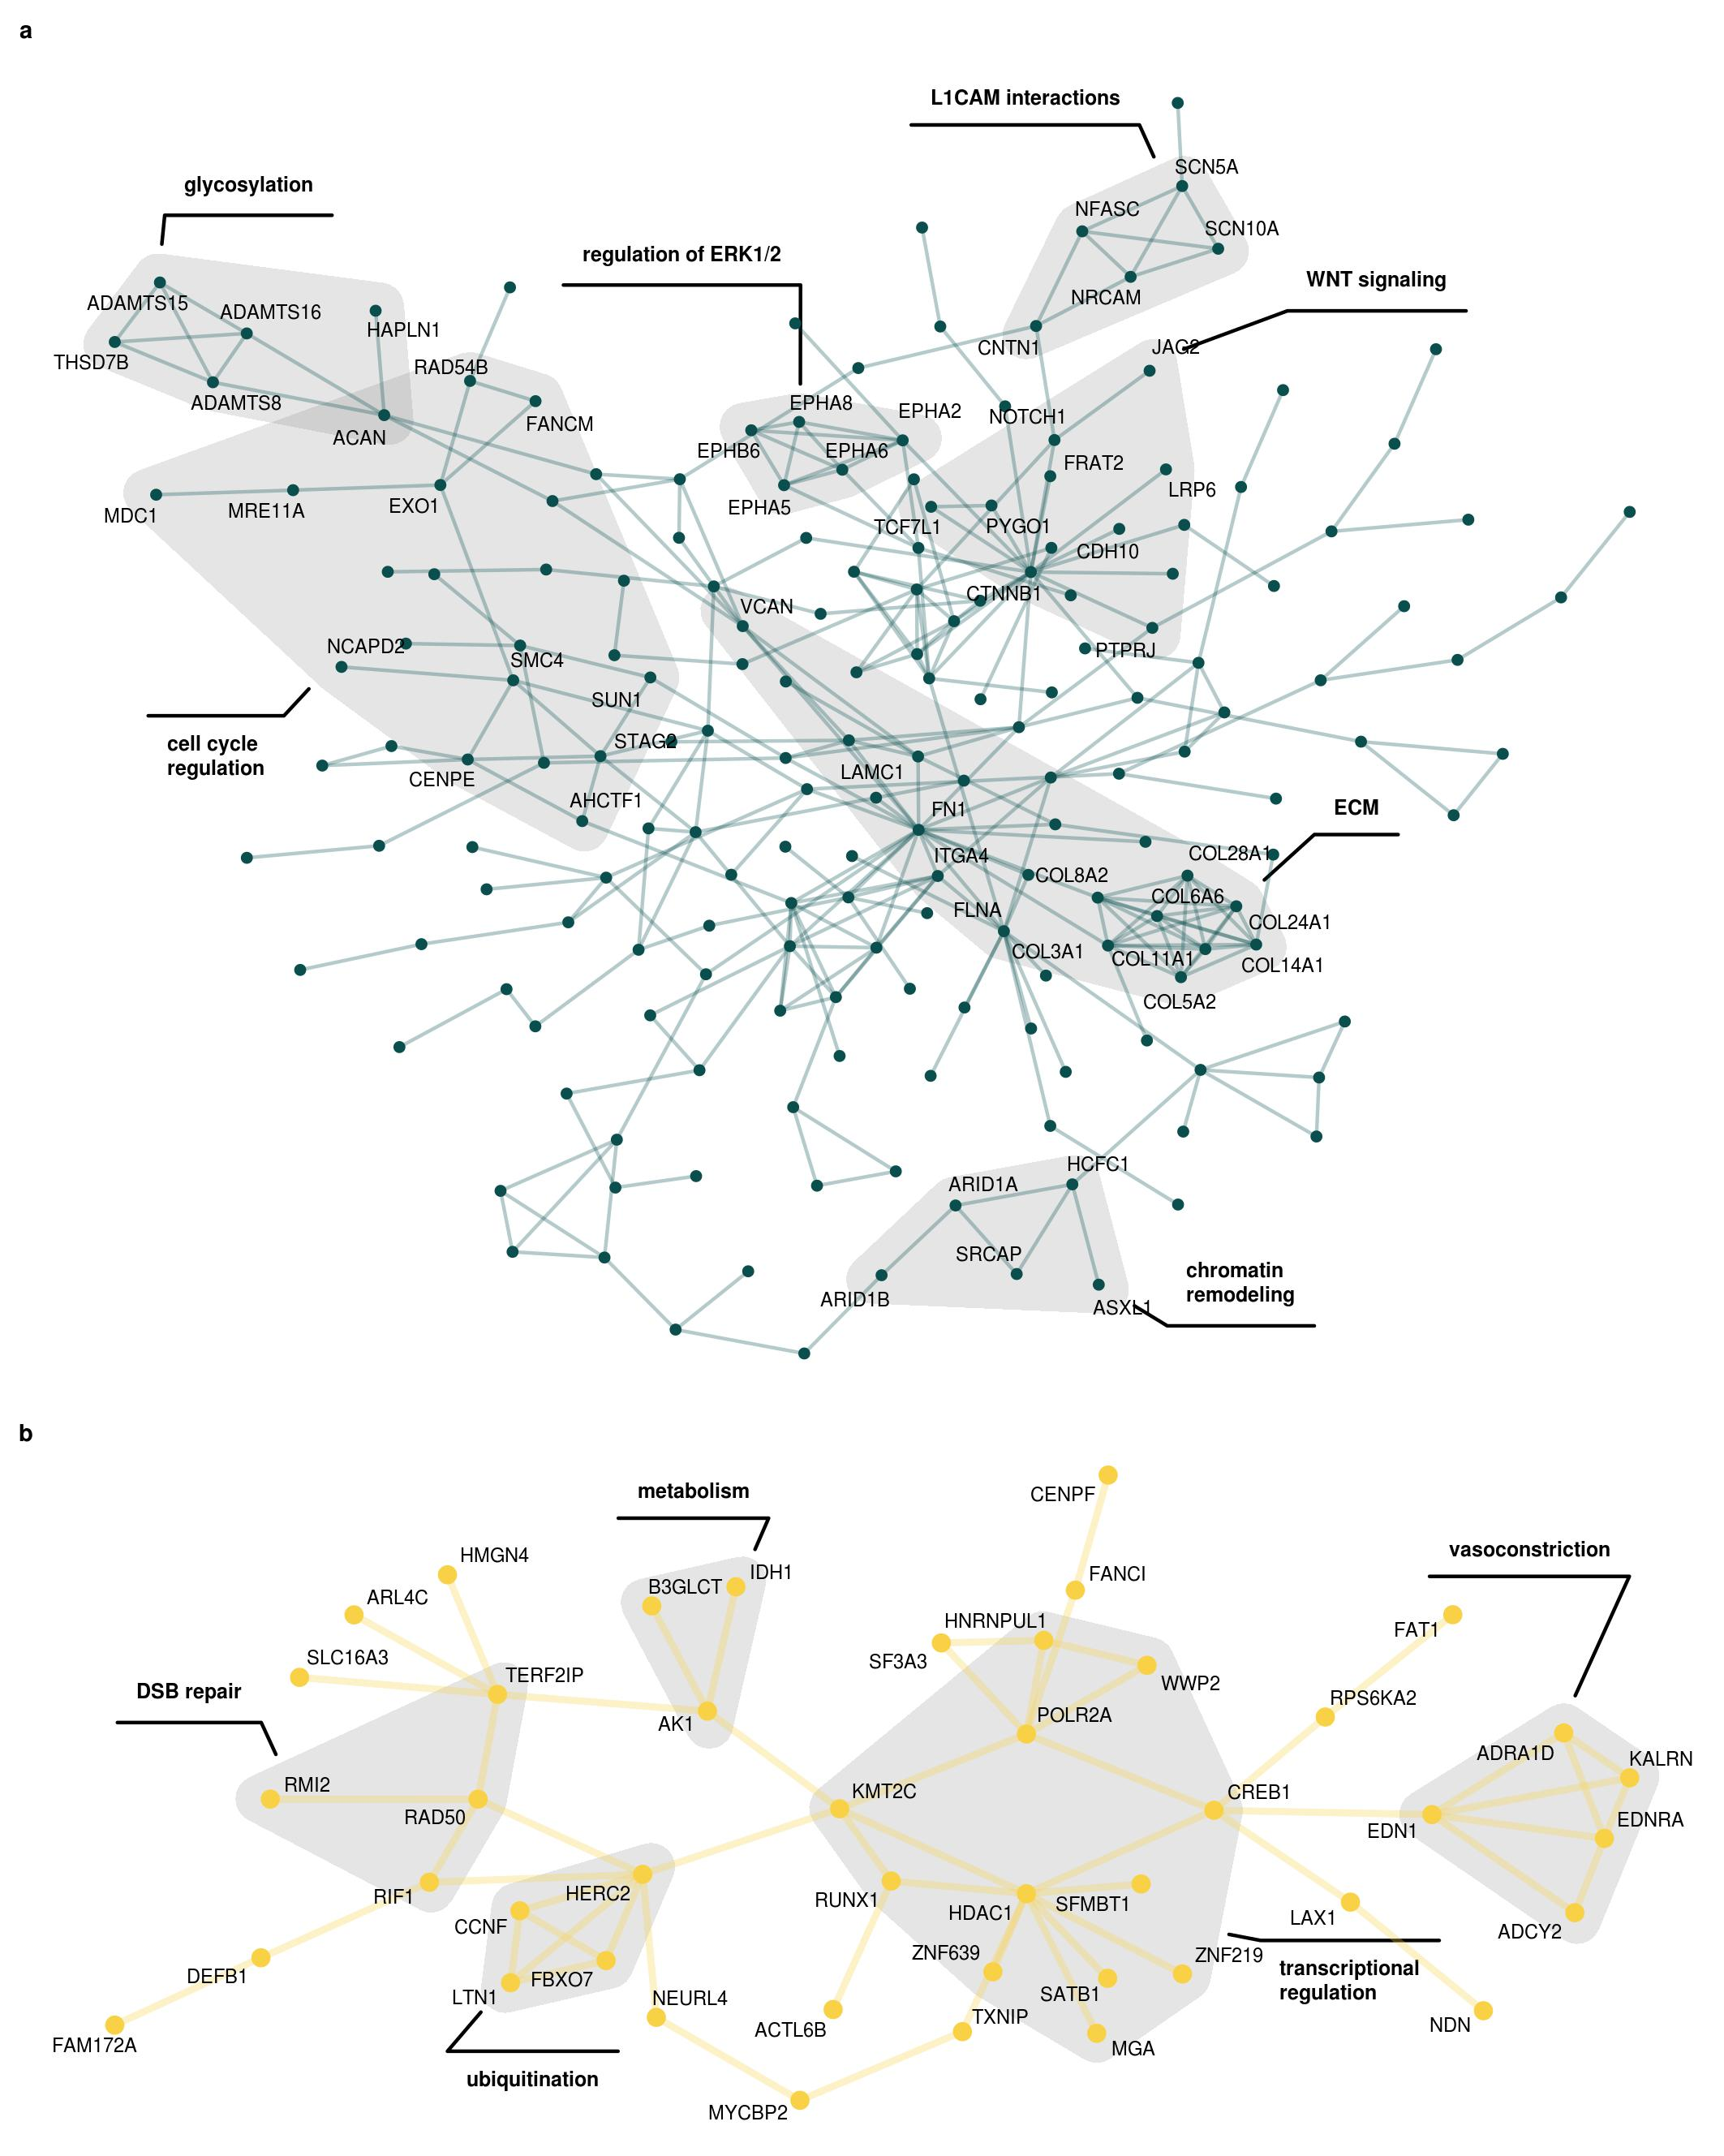 a
L1CAM interactions
SCN5A
glycosylation
NFASC
SCN10A
regulation of ERK1/2
WNT signaling
NRCAM
ADAMTS15
ADAMTS16
HAPLN1
CNTN1
JAG2
THSD7B
RAD54B
ADAMTS8
EPHA8
EPHA2
NOTCH1
FANCM
ACAN
EPHB6
EPHA6
FRAT2
LRP6
MDC1
MRE11A
EXO1
EPHA5
TCF7L1
PYGO1
CDH10
CTNNB1
VCAN
NCAPD2
SMC4
PTPRJ
SUN1
STAG2
cell cycle
regulation
CENPE
LAMC1
AHCTF1
FN1
ECM
ITGA4
COL28A1
COL8A2
COL6A6
FLNA
COL24A1
COL3A1
COL11A1
COL14A1
COL5A2
HCFC1
ARID1A
SRCAP
chromatin
remodeling
ARID1B
ASXL1
b
metabolism
CENPF
vasoconstriction
HMGN4
IDH1
FANCI
B3GLCT
ARL4C
HNRNPUL1
FAT1
SLC16A3
SF3A3
TERF2IP
WWP2
DSB repair
RPS6KA2
POLR2A
AK1
ADRA1D
KALRN
RMI2
KMT2C
CREB1
RAD50
EDN1
EDNRA
HERC2
RIF1
RUNX1
SFMBT1
HDAC1
LAX1
CCNF
ADCY2
ZNF639
ZNF219
transcriptional
regulation
DEFB1
FBXO7
SATB1
LTN1
NEURL4
TXNIP
ACTL6B
NDN
FAM172A
MGA
ubiquitination
MYCBP2